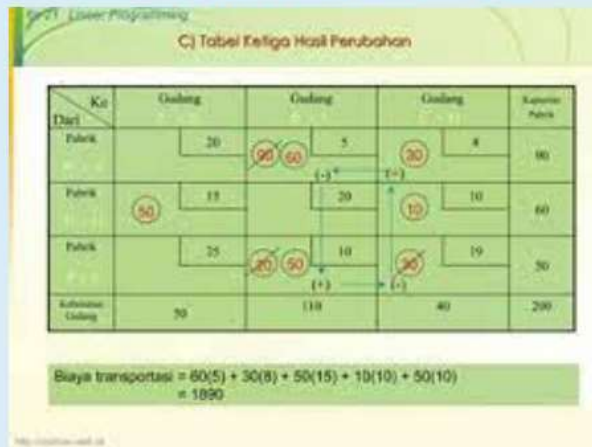 Linear Programming
C) Tabel Ketiga Hasil Perubahan
Ke Gudang Gudang Gudang Kapasitas
Dari Pabrik
Pabrik 20 90 60 5 30 8 90
(-) (+)
Pabrik 50 15 20 10 10 60
Pabrik 25 20 50 10 30 19 50
(+) (-)
Kebutuhan 50 110 40 200
Gudang
Biaya transportasi = 60(5) + 30(8) + 50(15) + 10(10) + 50(10)
= 1890